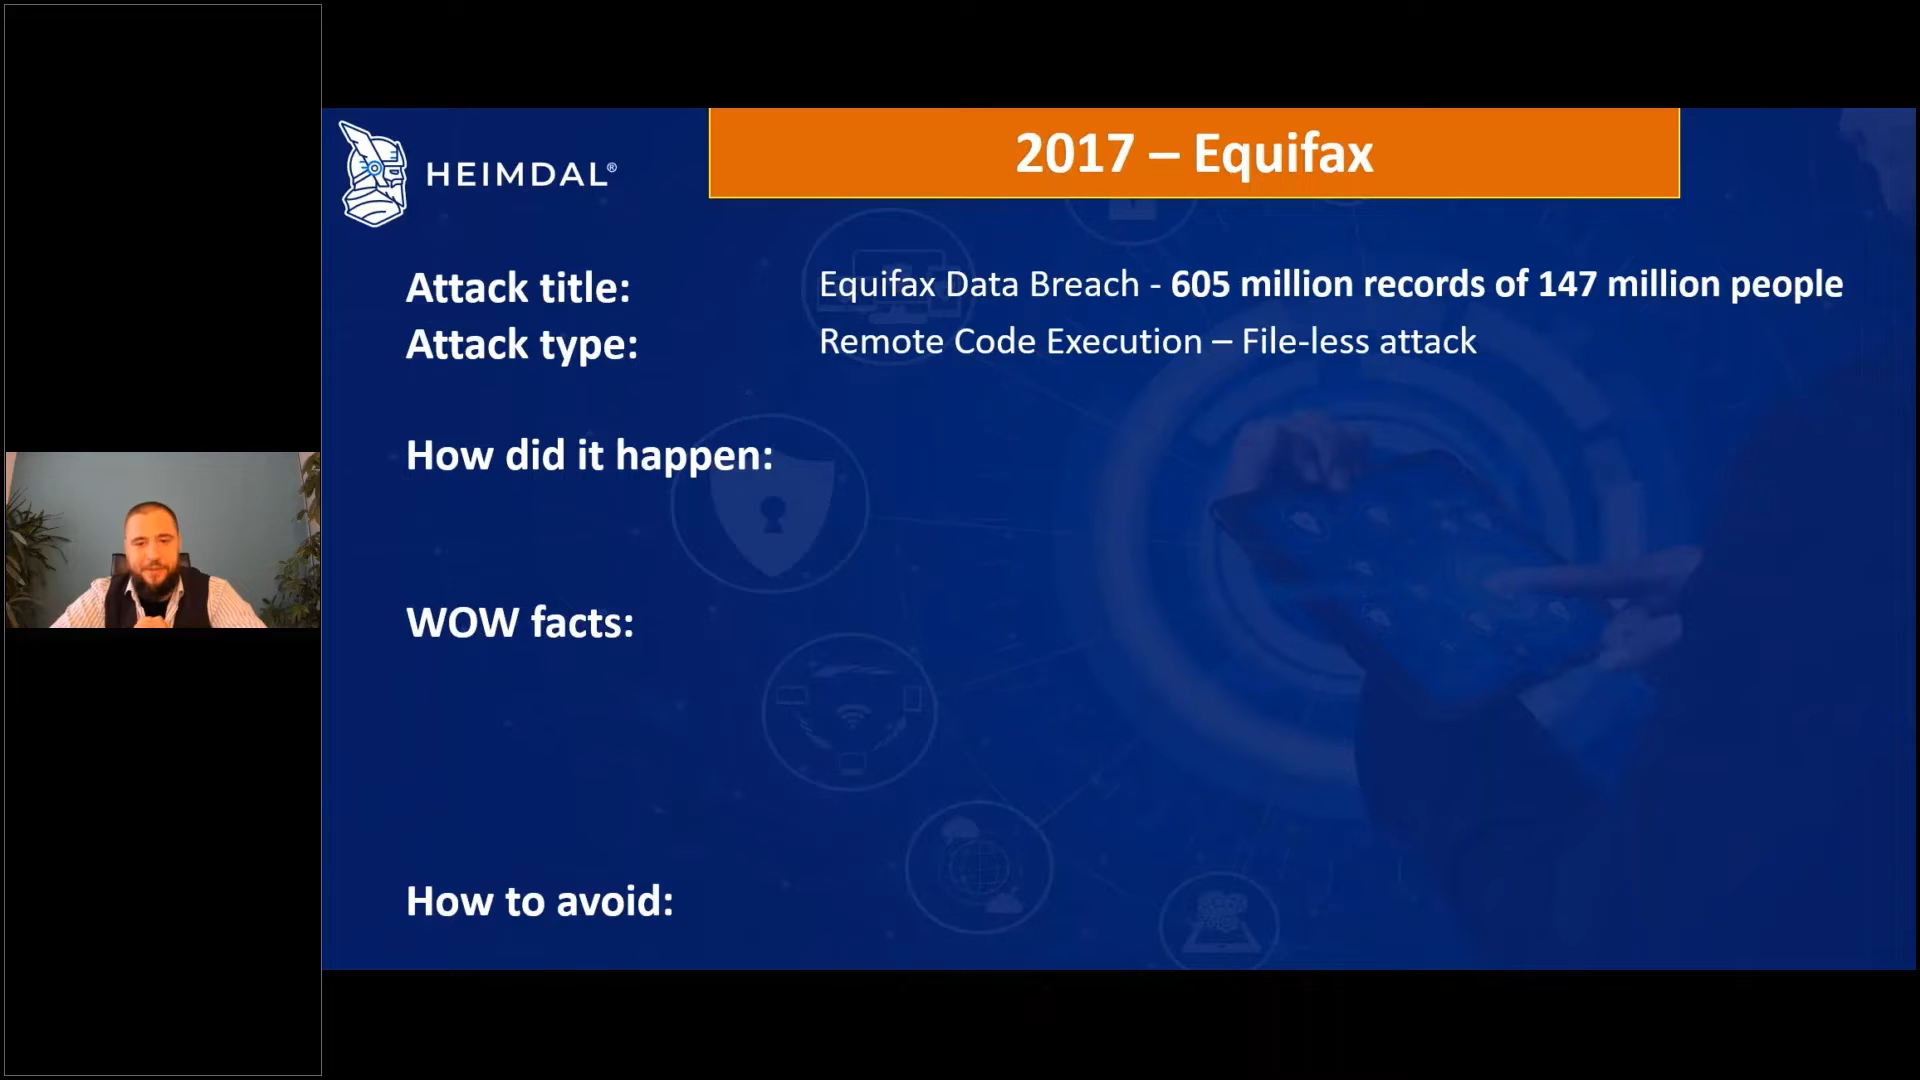 HEIMDAL®
2017 – Equifax
Attack title: Equifax Data Breach - 605 million records of 147 million people
Attack type: Remote Code Execution – File-less attack
How did it happen:
WOW facts:
How to avoid: